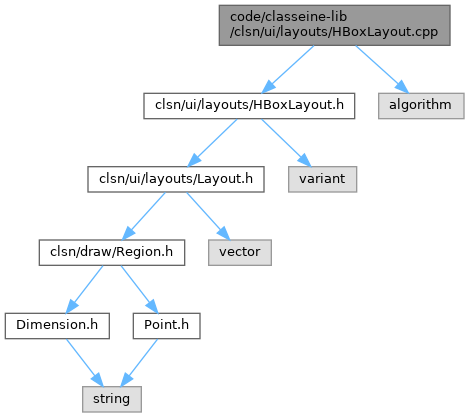 code/classeine-lib
/clsn/ui/layouts/HBoxLayout.cpp
clsn/ui/layouts/HBoxLayout.h
algorithm
clsn/ui/layouts/Layout.h
variant
clsn/draw/Region.h
vector
Dimension.h
Point.h
string